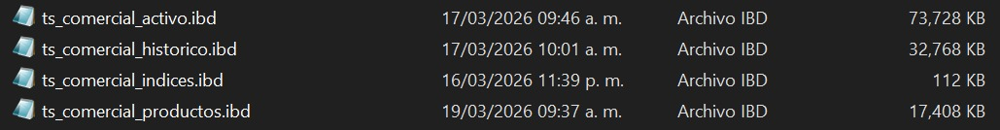 ts_comercial_activo.ibd 17/03/2026 09:46 a. m. Archivo IBD 73,728 KB
ts_comercial_historico.ibd 17/03/2026 10:01 a. m. Archivo IBD 32,768 KB
ts_comercial_indices.ibd 16/03/2026 11:39 p. m. Archivo IBD 112 KB
ts_comercial_productos.ibd 19/03/2026 09:37 a. m. Archivo IBD 17,408 KB